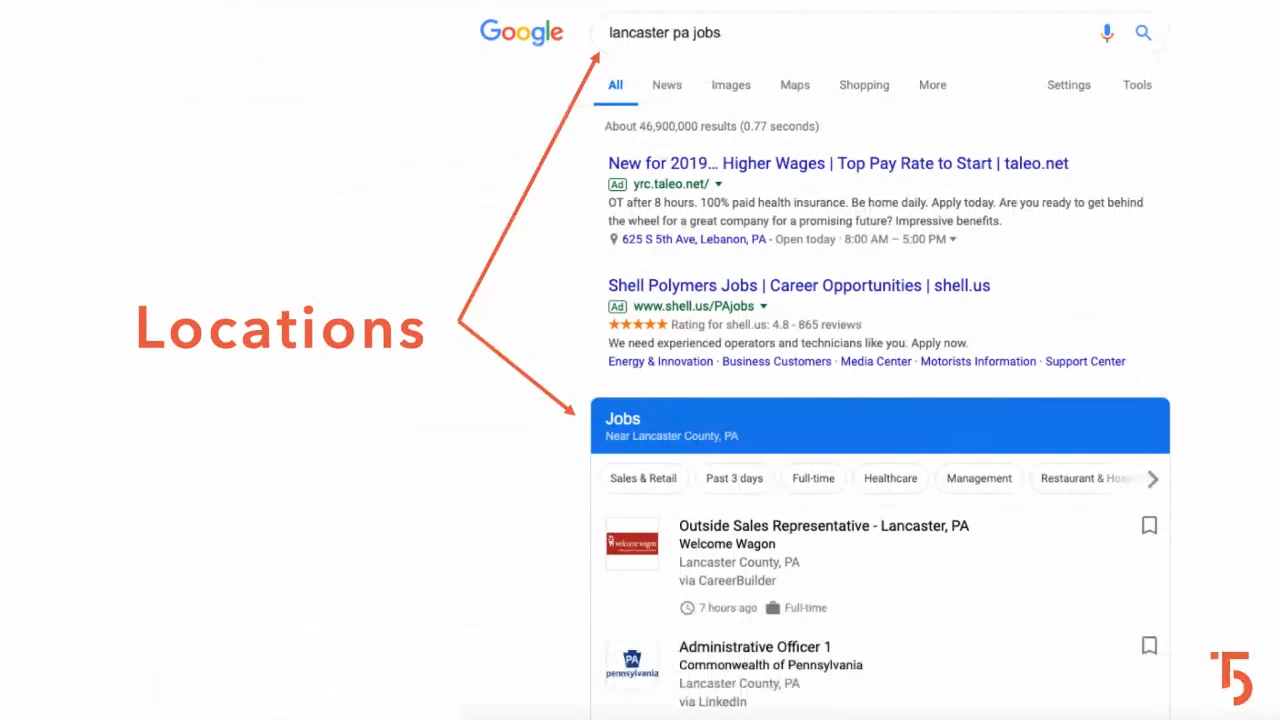 Google
lancaster pa jobs
All News Images Maps Shopping More Settings Tools
About 46,900,000 results (0.77 seconds)
New for 2019... Higher Wages | Top Pay Rate to Start | taleo.net
Ad yrc.taleo.net/
OT after 8 hours. 100% paid health insurance. Be home daily. Apply today. Are you ready to get behind
the wheel for a great company for a promising future? Impressive benefits.
625 S 5th Ave, Lebanon, PA - Open today · 8:00 AM – 5:00 PM
Shell Polymers Jobs | Career Opportunities | shell.us
Ad www.shell.us/PAjobs
Rating for shell.us: 4.8 - 865 reviews
We need experienced operators and technicians like you. Apply now.
Energy & Innovation · Business Customers · Media Center · Motorists Information · Support Center
Locations
Jobs
Near Lancaster County, PA
Sales & Retail Past 3 days Full-time Healthcare Management Restaurant & Hos
Outside Sales Representative - Lancaster, PA
welcome wagon
Welcome Wagon
Lancaster County, PA
via CareerBuilder
7 hours ago Full-time
Administrative Officer 1
PA
pennsylvania
Commonwealth of Pennsylvania
Lancaster County, PA
via LinkedIn